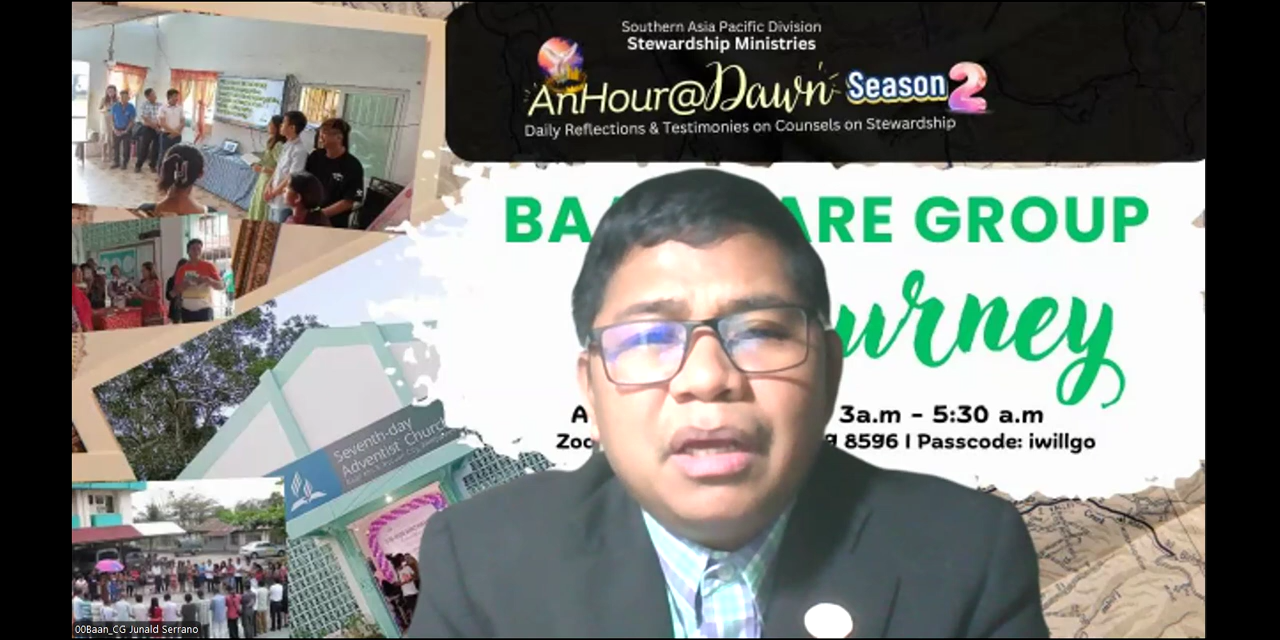 Southern Asia Pacific Division
Stewardship Ministries
AnHour@Dawn Season 2
Daily Reflections & Testimonies on Counsels on Stewardship
BA ARE GROUP
urney
A 3a.m - 5:30 a.m
Zoo 8596 I Passcode: iwillgo
Seventh-day
Adventist Church
00Baan_CG Junald Serrano